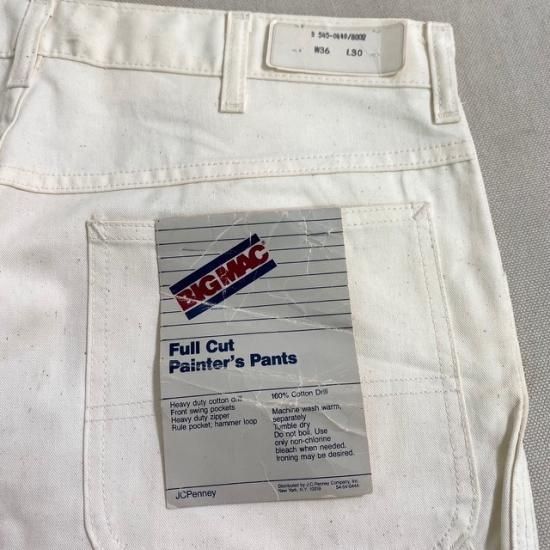 W36 L30
BIG MAC
Full Cut
Painter's Pants
Heavy duty cotton drill
Front swing pockets
Heavy duty zipper
Rule pocket; hammer loop
100% Cotton Drill
Machine wash warm,
separately
Tumble dry
Do not boil. Use
only non-chlorine
bleach when needed.
Ironing may be desired.
JCPenney
Distributed by J.C. Penney Company, Inc.
New York, N.Y. 10019